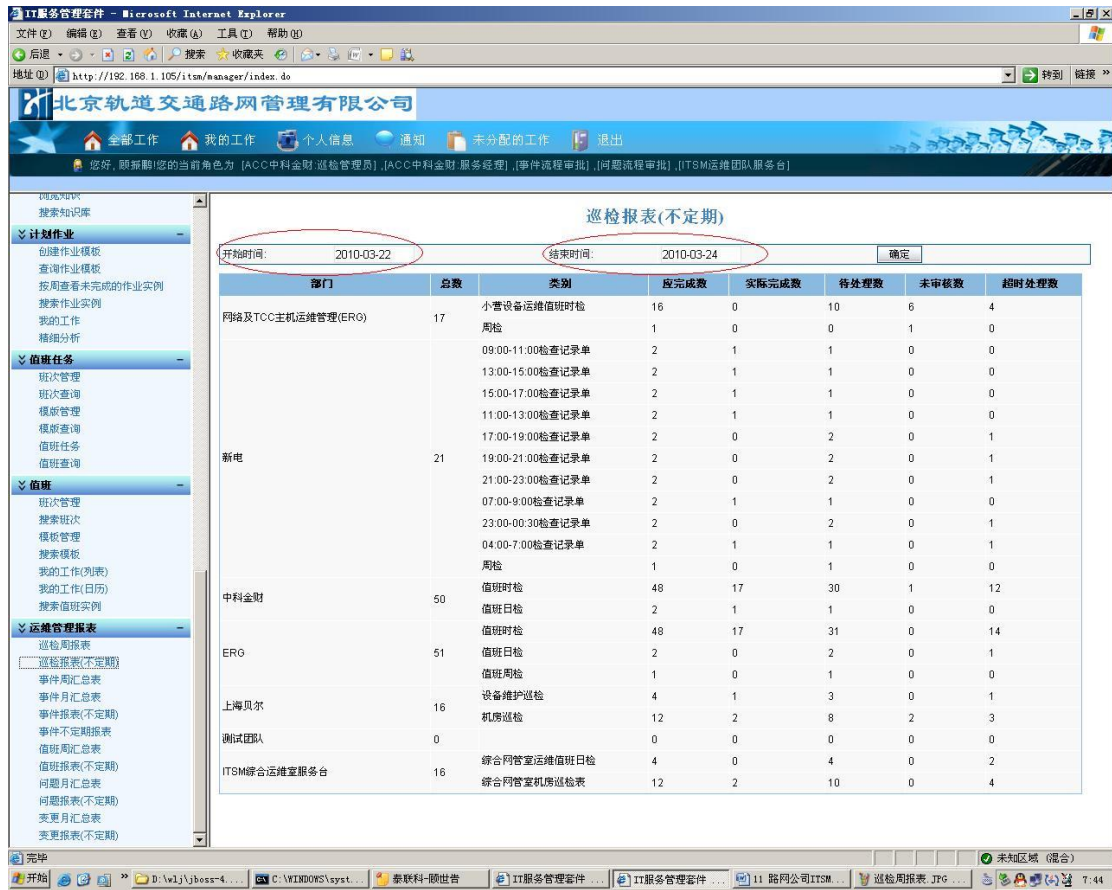 IT服务管理套件 - Microsoft Internet Explorer
文件(F) 编辑(E) 查看(V) 收藏(A) 工具(T) 帮助(H)
后退 搜索 收藏夹
地址(D) http://192.168.1.105/itsm/manager/index.do 转到 链接 »
北京轨道交通路网管理有限公司
全部工作 我的工作 个人信息 通知 未分配的工作 退出
您好,顾振鹏!您的当前角色为 [ACC中科金财:巡检管理员] ,[ACC中科金财:服务经理] ,[事件流程审批] ,[问题流程审批] ,[ITSM运维团队服务台]
浏览知识
搜索知识库
计划作业
创建作业模板
查询作业模板
按周查看未完成的作业实例
搜索作业实例
我的工作
精细分析
值班任务
班次管理
班次查询
模版管理
模版查询
值班任务
值班查询
值班
班次管理
搜索班次
模板管理
搜索模板
我的工作(列表)
我的工作(日历)
搜索值班实例
运维管理报表
巡检周报表
巡检报表(不定期)
事件周汇总表
事件月汇总表
事件报表(不定期)
事件不定期报表
值班周汇总表
值班报表(不定期)
问题月汇总表
问题报表(不定期)
变更月汇总表
变更报表(不定期)
巡检报表(不定期)
开始时间: 2010-03-22 结束时间: 2010-03-24 确定
部门 总数 类别 应完成数 实际完成数 待处理数 未审核数 超时处理数
网络及TCC主机运维管理(ERG) 17 小营设备运维值班时检 16 0 10 6 4
周检 1 0 0 1 0
新电 21 09:00-11:00检查记录单 2 1 1 0 0
13:00-15:00检查记录单 2 1 1 0 0
15:00-17:00检查记录单 2 1 1 0 0
11:00-13:00检查记录单 2 1 1 0 0
17:00-19:00检查记录单 2 0 2 0 1
19:00-21:00检查记录单 2 0 2 0 1
21:00-23:00检查记录单 2 0 2 0 1
07:00-9:00检查记录单 2 1 1 0 0
23:00-00:30检查记录单 2 0 2 0 1
04:00-7:00检查记录单 2 1 1 0 1
周检 1 0 1 0 0
中科金财 50 值班时检 48 17 30 1 12
值班日检 2 1 1 0 0
ERG 51 值班时检 48 17 31 0 14
值班日检 2 0 2 0 1
值班周检 1 0 1 0 0
上海贝尔 16 设备维护巡检 4 1 3 0 1
机房巡检 12 2 8 2 3
测试团队 0 0 0 0 0 0
ITSM综合运维室服务台 16 综合网管室运维值班日检 4 0 4 0 2
综合网管室机房巡检表 12 2 10 0 4
完毕 未知区域 (混合)
开始 » D:\wlj\jboss-4.... C:\WINDOWS\syst... 泰联科-顾世普 IT服务管理套件 ... IT服务管理套件 ... 11 路网公司ITSM... 巡检周报表.JPG ... 7:44